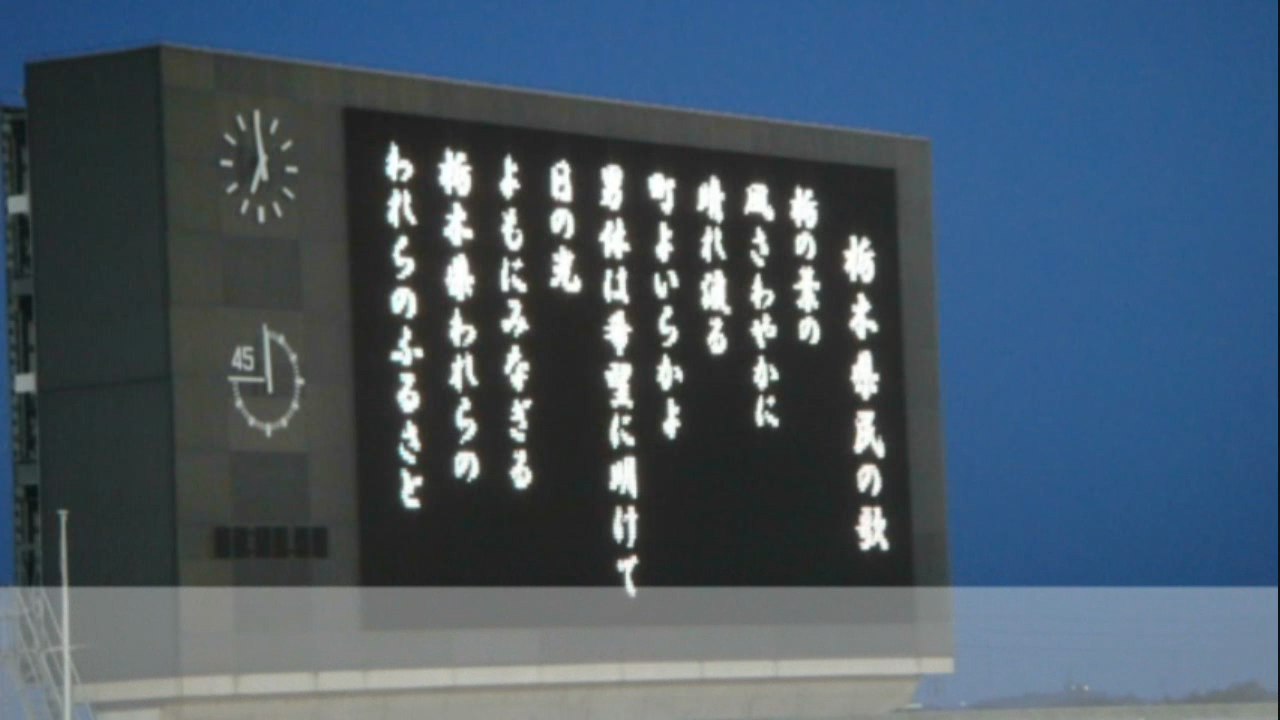 栃木県民の歌
栃の葉の
風さわやかに
晴れ渡る
町よいらかよ
男体は希望に明けて
日の光
よもにみなぎる
栃木県われらの
われらのふるさと
45